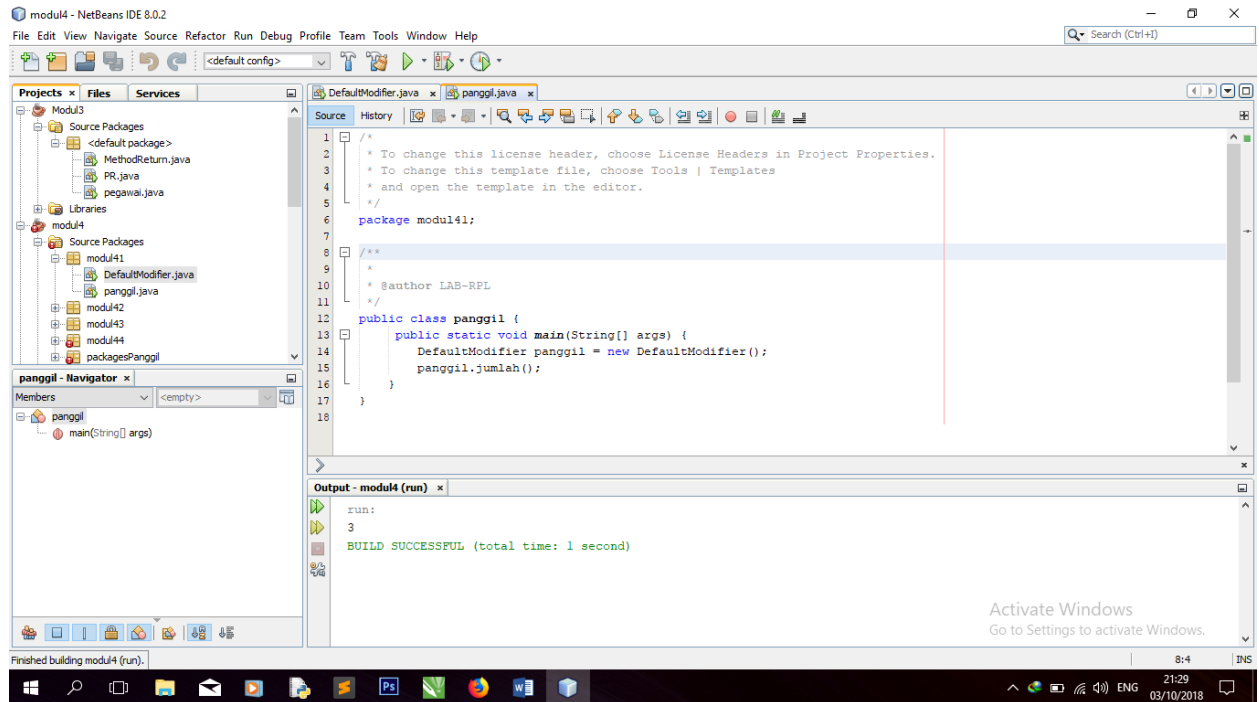 modul4 - NetBeans IDE 8.0.2
File Edit View Navigate Source Refactor Run Debug Profile Team Tools Window Help
Search (Ctrl+I)
<default config>
Projects Files Services
Modul3
Source Packages
<default package>
MethodReturn.java
PR.java
pegawai.java
Libraries
modul4
Source Packages
modul41
DefaultModifier.java
panggil.java
modul42
modul43
modul44
packagesPanggil
panggil - Navigator
Members <empty>
panggil
main(String[] args)
DefaultModifier.java panggil.java
Source History
1 /*
2 * To change this license header, choose License Headers in Project Properties.
3 * To change this template file, choose Tools | Templates
4 * and open the template in the editor.
5 */
6 package modul41;
7
8 /**
9 *
10 * @author LAB-RPL
11 */
12 public class panggil {
13 public static void main(String[] args) {
14 DefaultModifier panggil = new DefaultModifier();
15 panggil.jumlah();
16 }
17 }
18
Output - modul4 (run)
run:
3
BUILD SUCCESSFUL (total time: 1 second)
Activate Windows
Go to Settings to activate Windows.
Finished building modul4 (run).
8:4 INS
Ps
ENG
21:29
03/10/2018